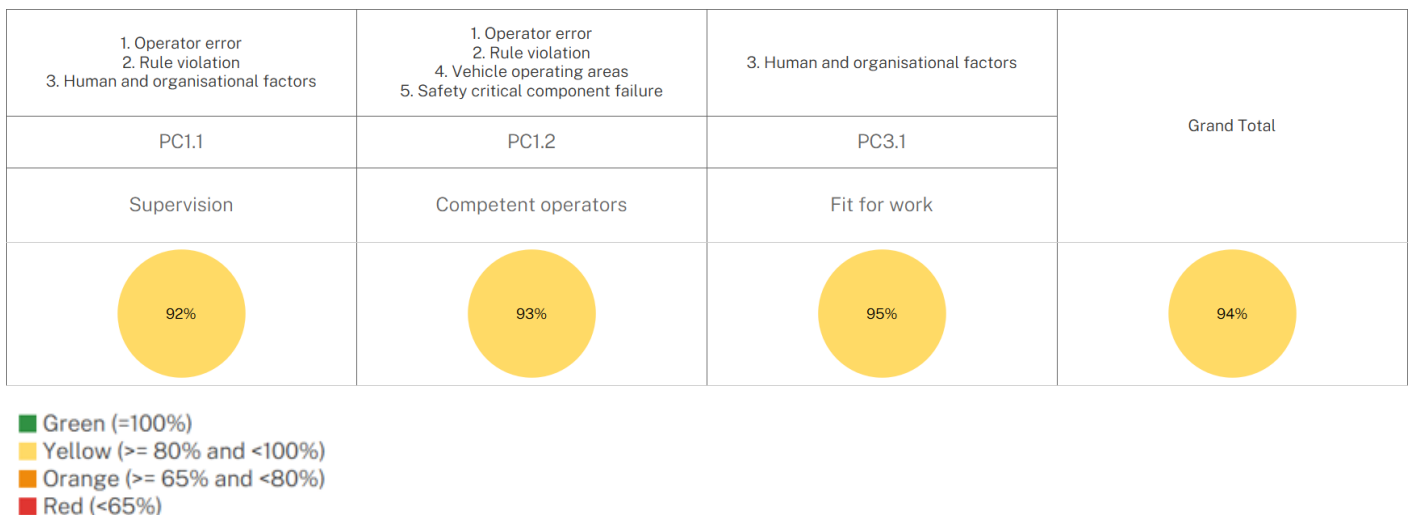 1. Operator error
2. Rule violation
3. Human and organisational factors
1. Operator error
2. Rule violation
4. Vehicle operating areas
5. Safety critical component failure
3. Human and organisational factors
Grand Total
PC1.1
PC1.2
PC3.1
Supervision
Competent operators
Fit for work
92%
93%
95%
94%
Green (=100%)
Yellow (>= 80% and <100%)
Orange (>= 65% and <80%)
Red (<65%)